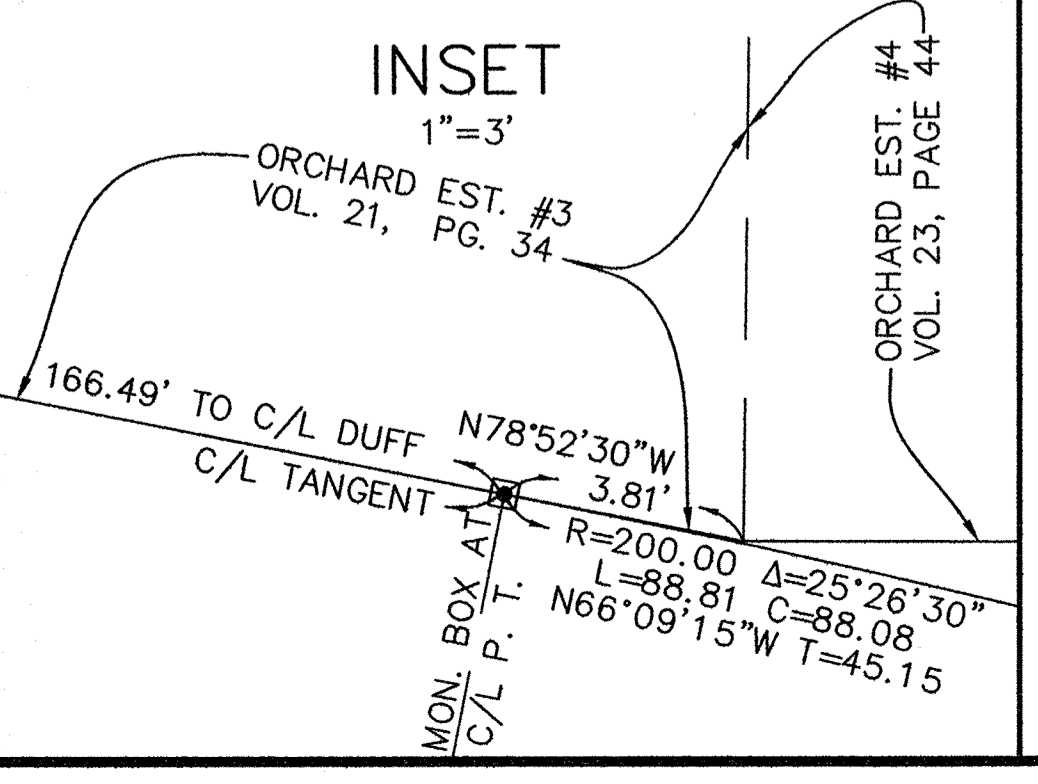 INSET
1"=3'
ORCHARD EST. #3
VOL. 21, PG. 34
ORCHARD EST. #4
VOL. 23, PAGE 44
166.49' TO C/L DUFF
C/L TANGENT
N78°52'30"W
3.81'
R=200.00 Δ=25°26'30"
L=88.81 C=88.08
N66°09'15"W T=45.15
MON. BOX AT
C/L P. T.